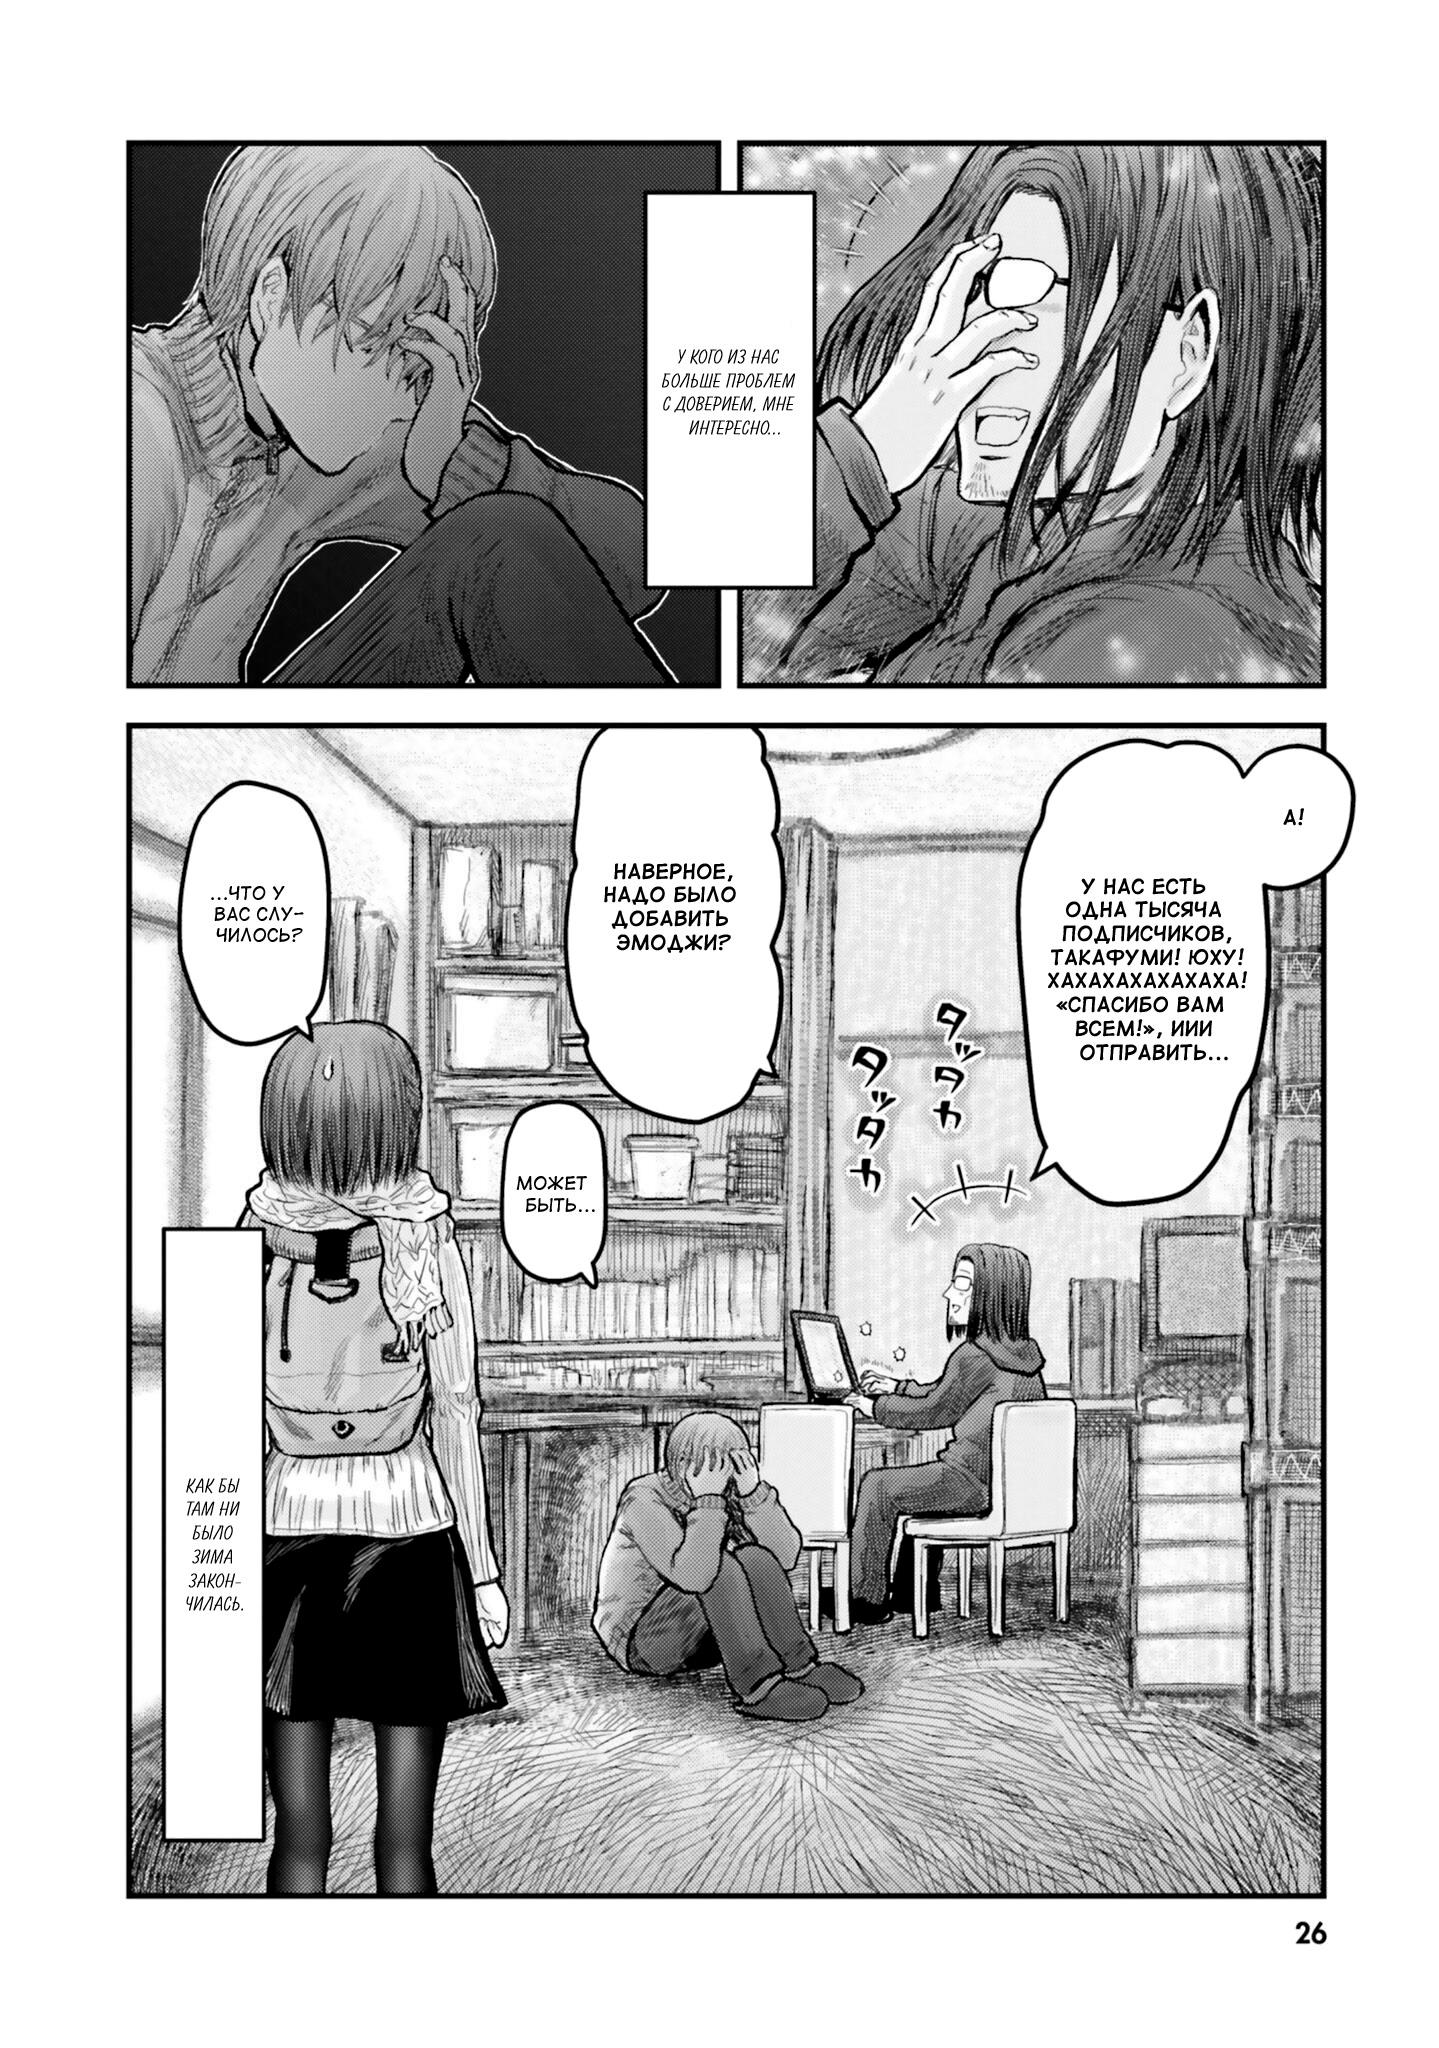 У КОГО ИЗ НАС
БОЛЬШЕ ПРОБЛЕМ
С ДОВЕРИЕМ, МНЕ
ИНТЕРЕСНО...
А!
У НАС ЕСТЬ
ОДНА ТЫСЯЧА
ПОДПИСЧИКОВ,
ТАКАФУМИ! ЮХУ!
ХАХАХАХАХАХАХА!
«СПАСИБО ВАМ
ВСЕМ!», ИИИ
ОТПРАВИТЬ...
タッタカ
タッタカ
НАВЕРНОЕ,
НАДО БЫЛО
ДОБАВИТЬ
ЭМОДЖИ?
МОЖЕТ
БЫТЬ...
...ЧТО У
ВАС СЛУ-
ЧИЛОСЬ?
КАК БЫ
ТАМ НИ
БЫЛО
ЗИМА
ЗАКОН-
ЧИЛАСЬ.
26